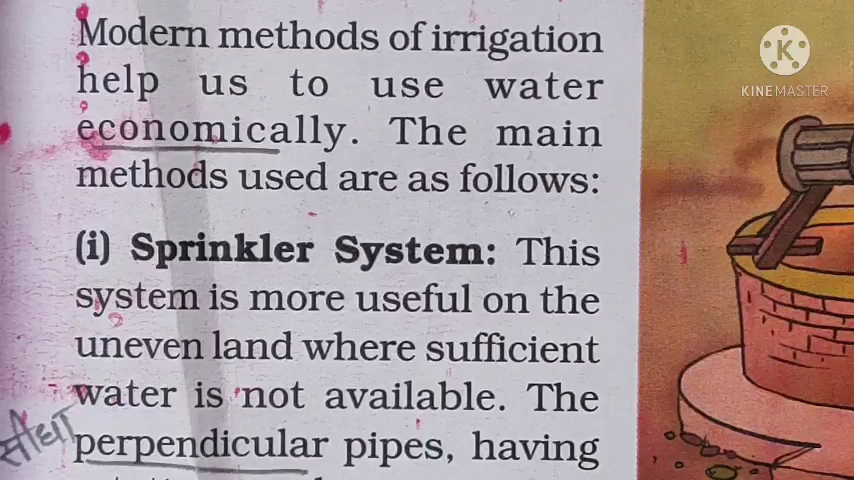 Modern methods of irrigation
help us to use water
economically. The main
methods used are as follows:
(i) Sprinkler System: This
system is more useful on the
uneven land where sufficient
water is not available. The
perpendicular pipes, having
सीधा
K
KINEMASTER